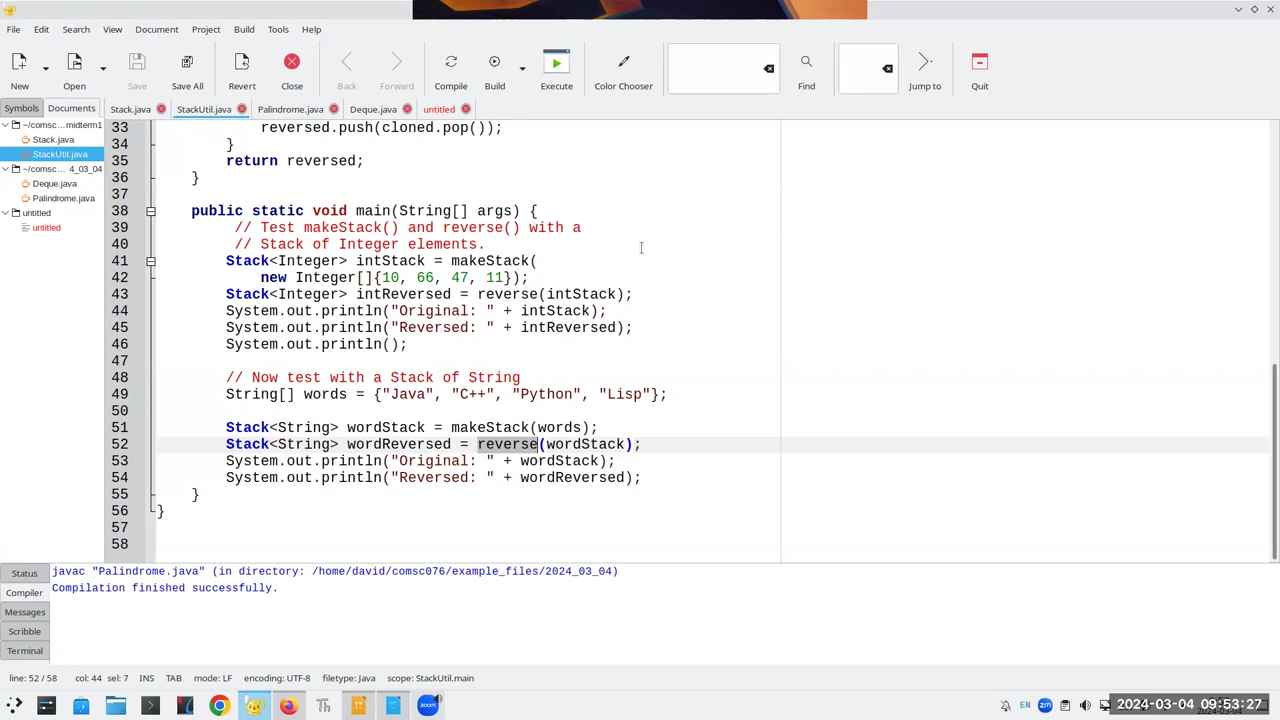 File Edit Search View Document Project Build Tools Help
New Open Save Save All Revert Close Back Forward Compile Build Execute Color Chooser Find Jump to Quit
Symbols Documents Stack.java StackUtil.java Palindrome.java Deque.java untitled
~/comsc... midterm1
Stack.java
StackUtil.java
~/comsc... 4_03_04
Deque.java
Palindrome.java
untitled
untitled
33 reversed.push(cloned.pop());
34 }
35 return reversed;
36 }
37
38 public static void main(String[] args) {
39 // Test makeStack() and reverse() with a
40 // Stack of Integer elements.
41 Stack<Integer> intStack = makeStack(
42 new Integer[]{10, 66, 47, 11});
43 Stack<Integer> intReversed = reverse(intStack);
44 System.out.println("Original: " + intStack);
45 System.out.println("Reversed: " + intReversed);
46 System.out.println();
47
48 // Now test with a Stack of String
49 String[] words = {"Java", "C++", "Python", "Lisp"};
50
51 Stack<String> wordStack = makeStack(words);
52 Stack<String> wordReversed = reverse(wordStack);
53 System.out.println("Original: " + wordStack);
54 System.out.println("Reversed: " + wordReversed);
55 }
56 }
57
58
Status
Compiler
Messages
Scribble
Terminal
javac "Palindrome.java" (in directory: /home/david/comsc076/example_files/2024_03_04)
Compilation finished successfully.
line: 52 / 58 col: 44 sel: 7 INS TAB mode: LF encoding: UTF-8 filetype: Java scope: StackUtil.main
Th zoom EN zm 2024-03-04 09:53:27